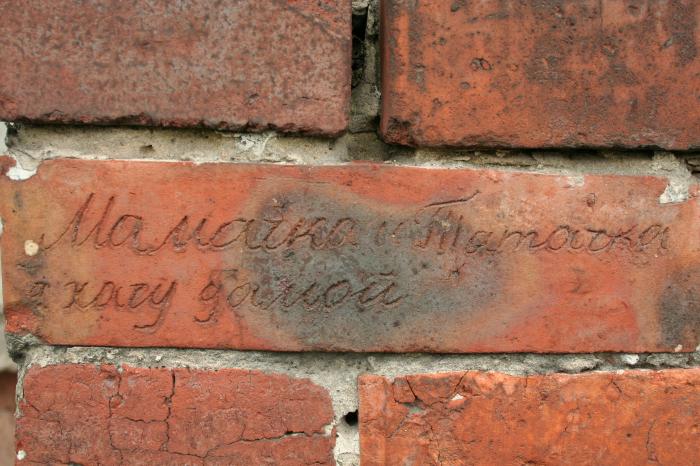 Мамачка и Татачка
я хачу дамой